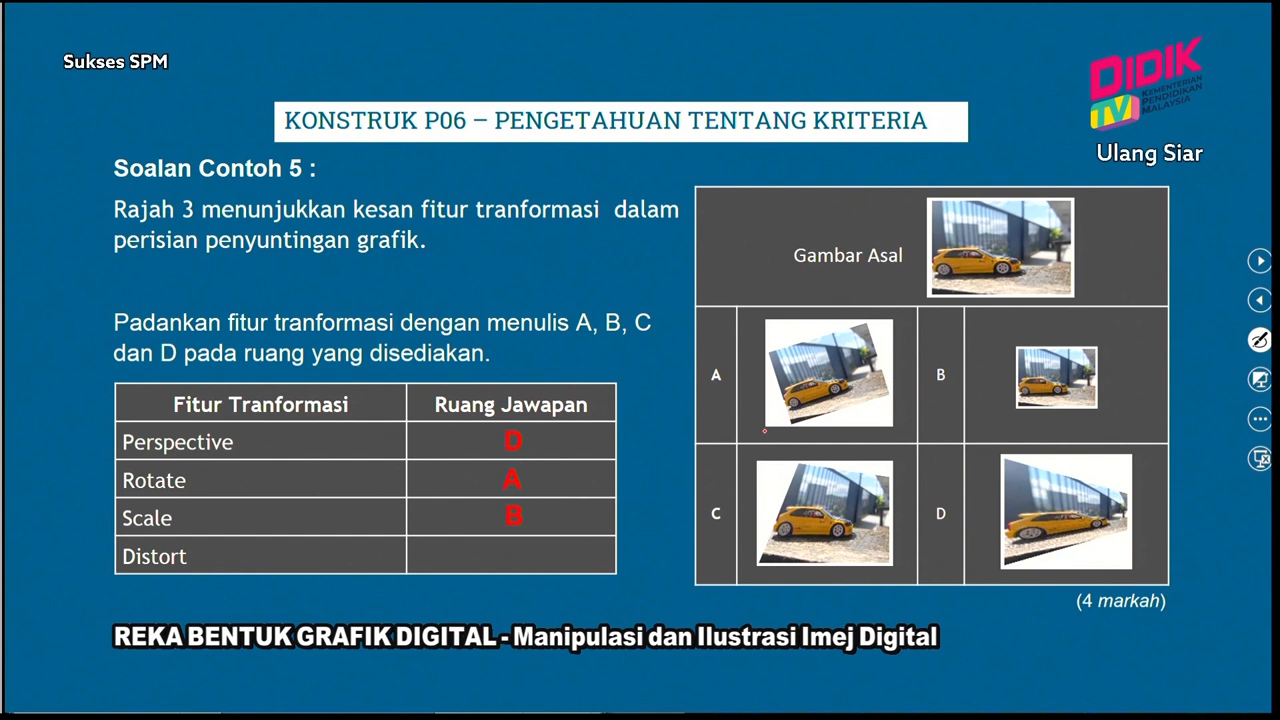 Sukses SPM
DIDIK
TV
KEMENTERIAN
PENDIDIKAN
MALAYSIA
Ulang Siar
KONSTRUK P06 – PENGETAHUAN TENTANG KRITERIA
Soalan Contoh 5 :
Rajah 3 menunjukkan kesan fitur tranformasi dalam
perisian penyuntingan grafik.
Padankan fitur tranformasi dengan menulis A, B, C
dan D pada ruang yang disediakan.
Fitur Tranformasi Ruang Jawapan
Perspective D
Rotate A
Scale B
Distort
Gambar Asal
A B
C D
(4 markah)
REKA BENTUK GRAFIK DIGITAL - Manipulasi dan Ilustrasi Imej Digital